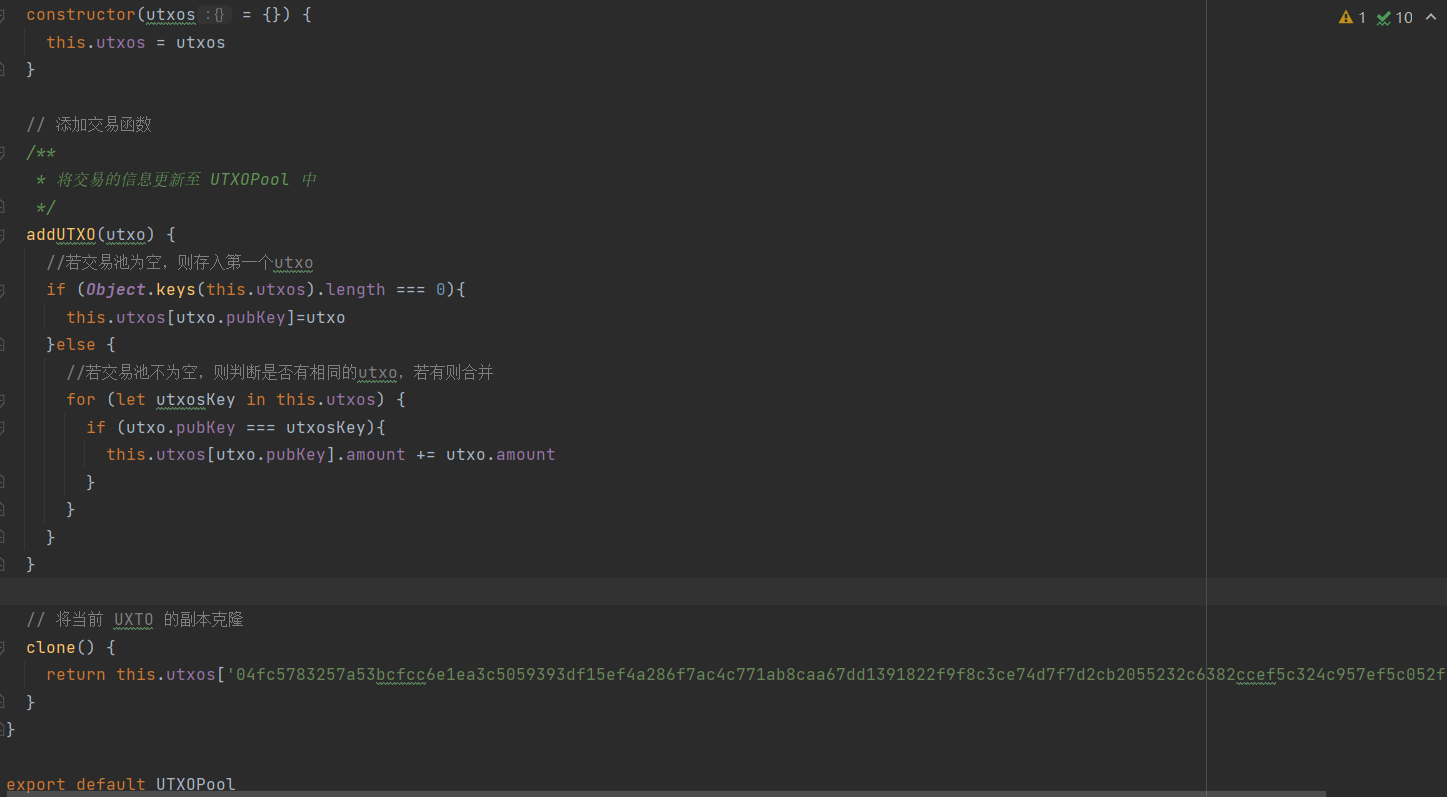 constructor(utxos :{} = {}) {
this.utxos = utxos
}
// 添加交易函数
/**
* 将交易的信息更新至 UTXOPool 中
*/
addUTXO(utxo) {
//若交易池为空，则存入第一个utxo
if (Object.keys(this.utxos).length === 0){
this.utxos[utxo.pubKey]=utxo
}else {
//若交易池不为空，则判断是否有相同的utxo，若有则合并
for (let utxosKey in this.utxos) {
if (utxo.pubKey === utxosKey){
this.utxos[utxo.pubKey].amount += utxo.amount
}
}
}
}
// 将当前 UXTO 的副本克隆
clone() {
return this.utxos['04fc5783257a53bcfcc6e1ea3c5059393df15ef4a286f7ac4c771ab8caa67dd1391822f9f8c3ce74d7f7d2cb2055232c6382ccef5c324c957ef5c052f
}
}
export default UTXOPool
1 10